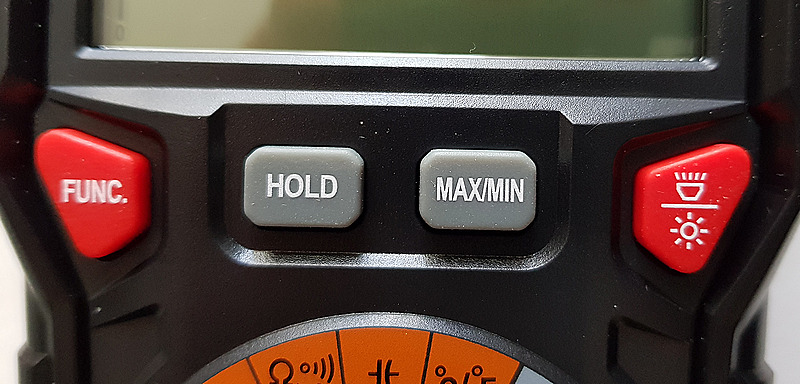 FUNC.
HOLD
MAX/MIN
Ω
°C/°F